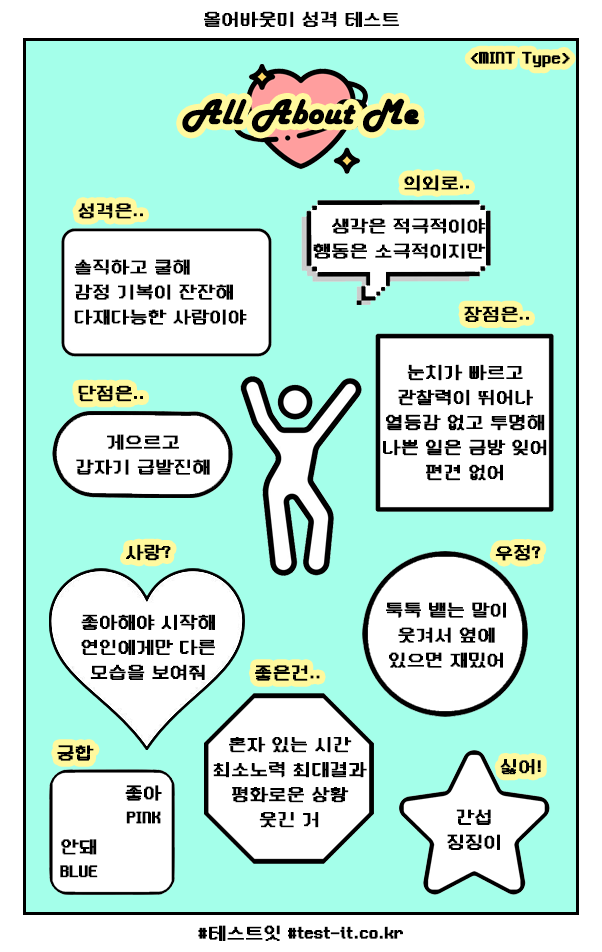 올어바웃미 성격 테스트
<MINT Type>
All About Me
의외로..
생각은 적극적이야
행동은 소극적이지만
성격은..
솔직하고 쿨해
감정 기복이 잔잔해
다재다능한 사람이야
장점은..
눈치가 빠르고
관찰력이 뛰어나
열등감 없고 투명해
나쁜 일은 금방 잊어
편견 없어
단점은..
게으르고
갑자기 급발진해
사랑?
좋아해야 시작해
연인에게만 다른
모습을 보여줘
우정?
툭툭 뱉는 말이
웃겨서 옆에
있으면 재밌어
좋은건..
혼자 있는 시간
최소노력 최대결과
평화로운 상황
웃긴 거
궁합
좋아
PINK
안돼
BLUE
싫어!
간섭
징징이
#테스트잇 #test-it.co.kr